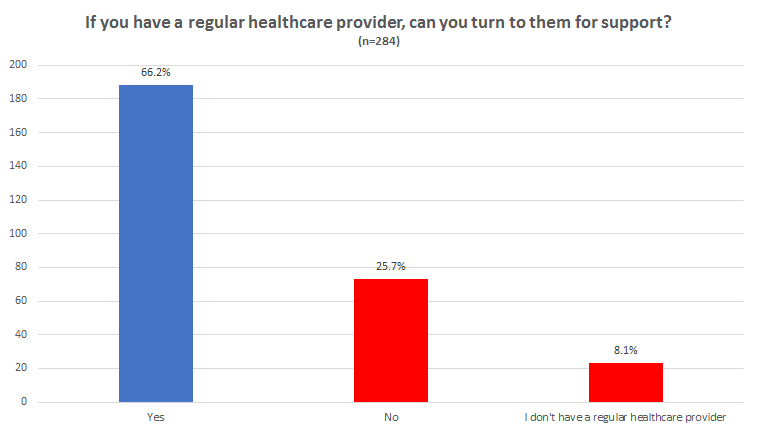 If you have a regular healthcare provider, can you turn to them for support?
(n=284)
200
180
160
140
120
100
80
60
40
20
0
66.2%
25.7%
8.1%
Yes
No
I don't have a regular healthcare provider